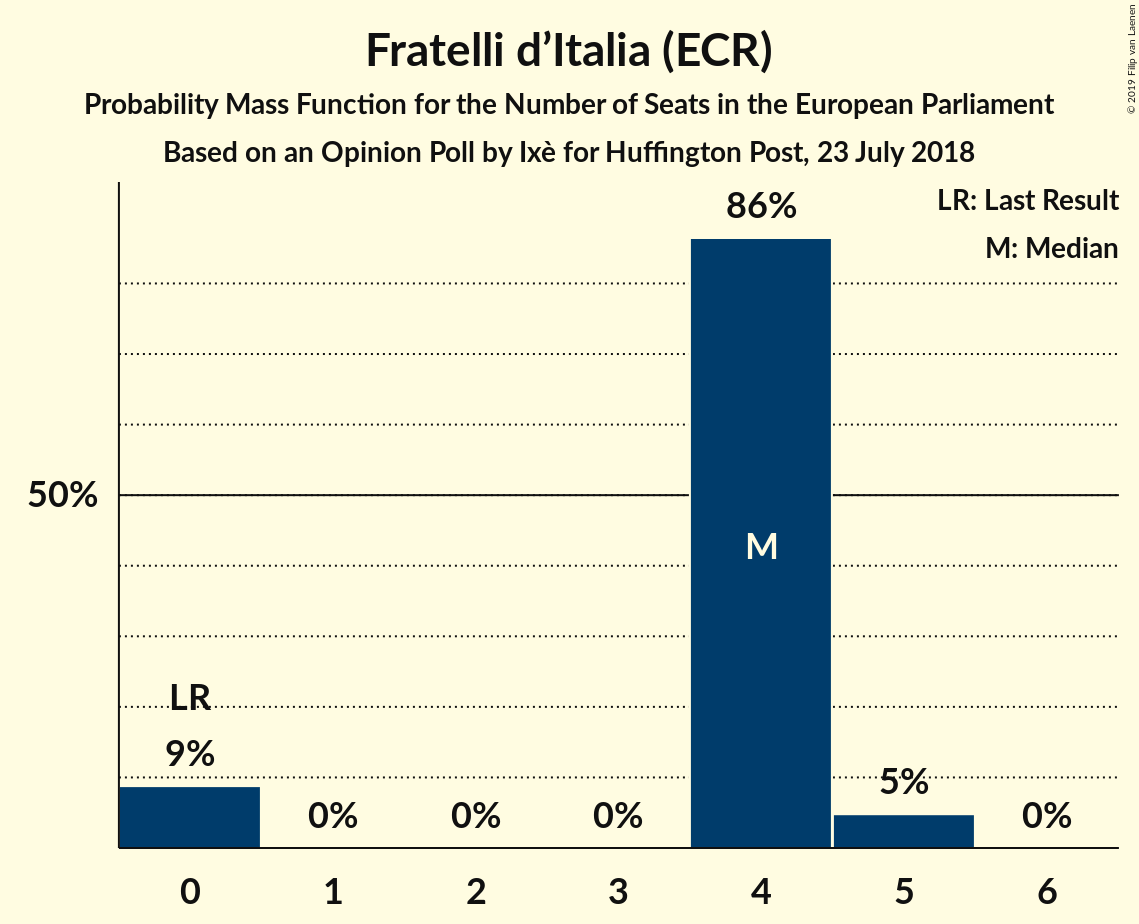 Fratelli d’Italia (ECR)
Probability Mass Function for the Number of Seats in the European Parliament
Based on an Opinion Poll by Ixè for Huffington Post, 23 July 2018
© 2019 Filip van Laenen
LR: Last Result
M: Median
86%
50%
M
LR
9%
0%
0%
0%
5%
0%
0
1
2
3
4
5
6